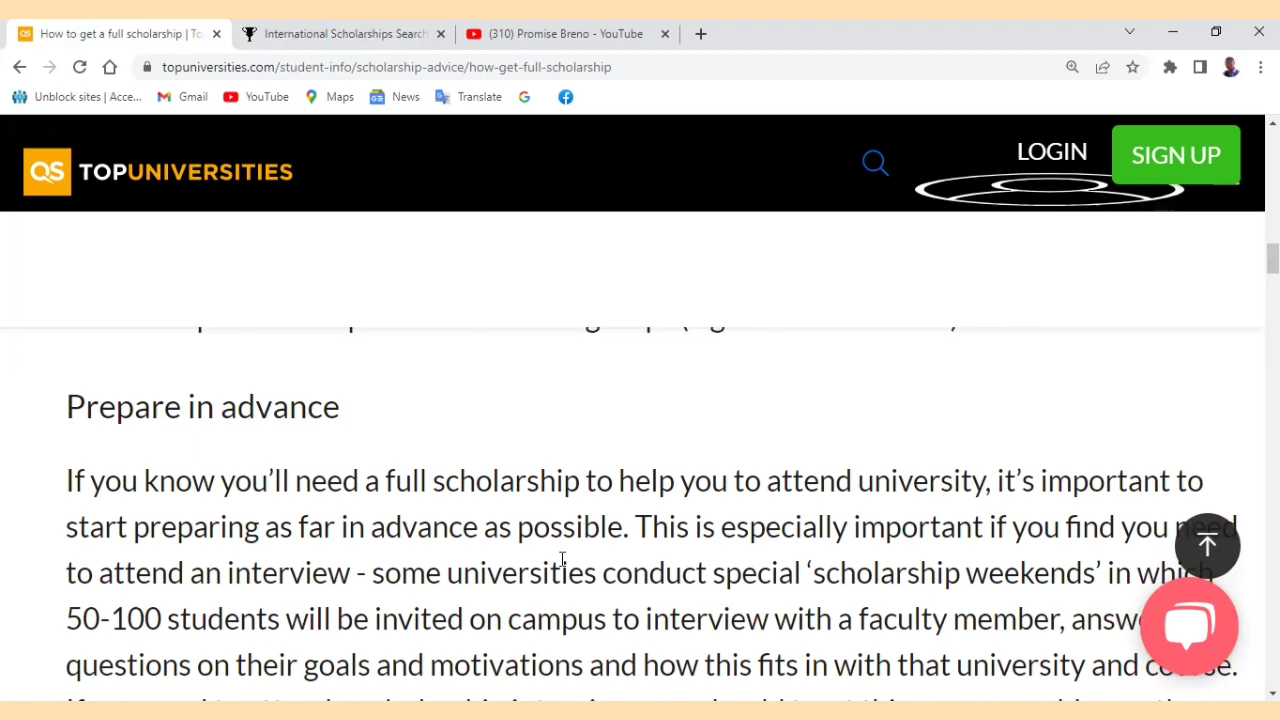 How to get a full scholarship | To
International Scholarships Search
(310) Promise Breno - YouTube
topuniversities.com/student-info/scholarship-advice/how-get-full-scholarship
Unblock sites | Acce...
Gmail
YouTube
Maps
News
Translate
QS TOPUNIVERSITIES
LOGIN
SIGN UP
Prepare in advance
If you know you’ll need a full scholarship to help you to attend university, it’s important to
start preparing as far in advance as possible. This is especially important if you find you need
to attend an interview - some universities conduct special ‘scholarship weekends’ in which
50-100 students will be invited on campus to interview with a faculty member,
questions on their goals and motivations and how this fits in with that university and